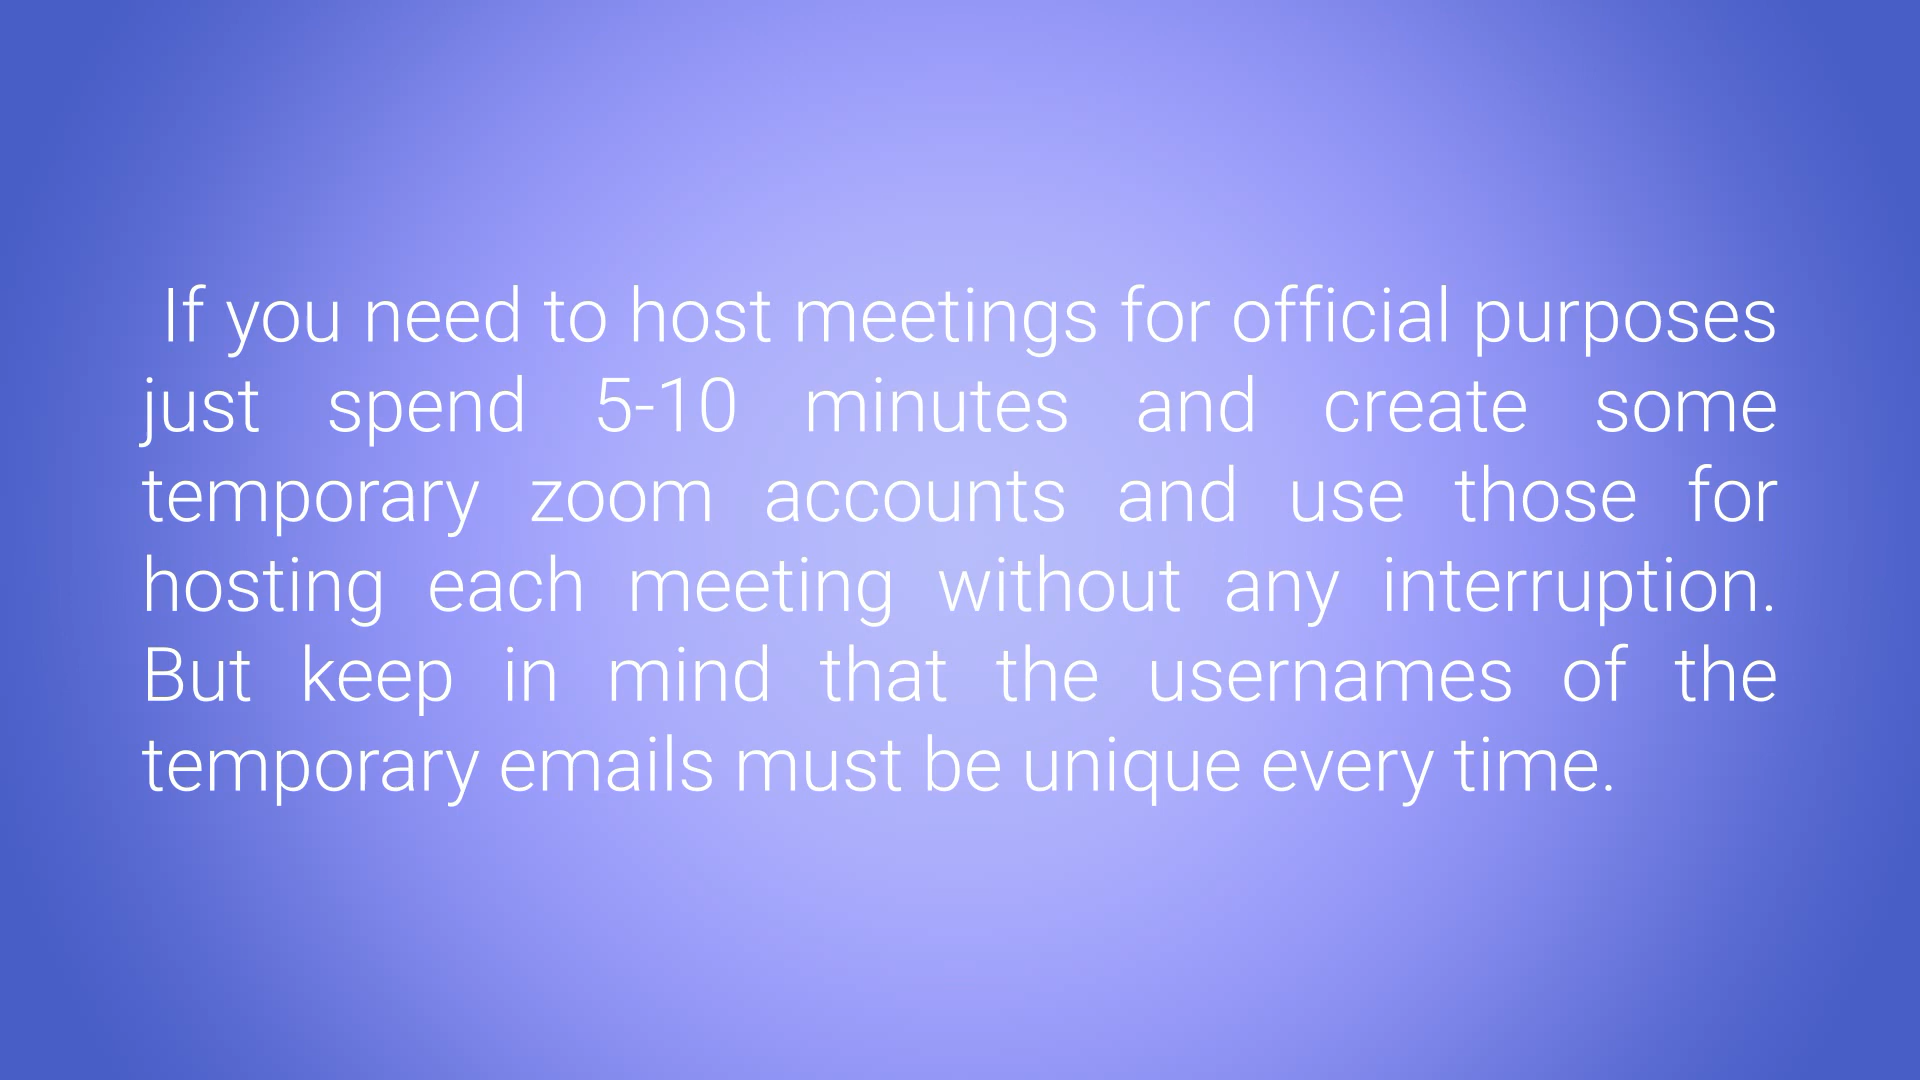 If you need to host meetings for official purposes
just spend 5-10 minutes and create some
temporary zoom accounts and use those for
hosting each meeting without any interruption.
But keep in mind that the usernames of the
temporary emails must be unique every time.